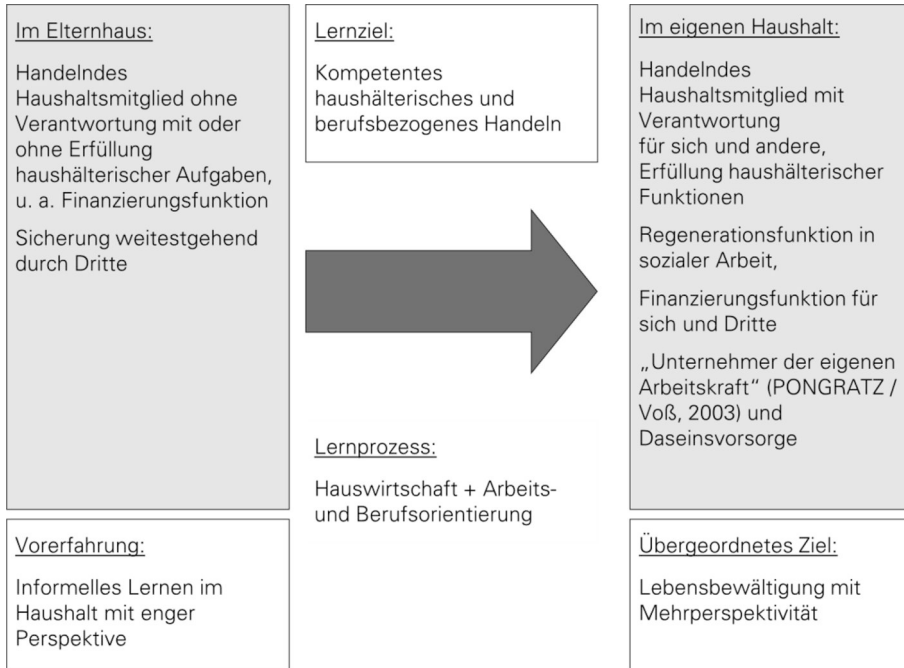 Im Elternhaus:
Handelndes
Haushaltsmitglied ohne
Verantwortung mit oder
ohne Erfüllung
haushälterischer Aufgaben,
u. a. Finanzierungsfunktion
Sicherung weitestgehend
durch Dritte
Vorerfahrung:
Informelles Lernen im
Haushalt mit enger
Perspektive
Lernziel:
Kompetentes
haushälterisches und
berufsbezogenes Handeln
Lernprozess:
Hauswirtschaft + Arbeits-
und Berufsorientierung
Im eigenen Haushalt:
Handelndes
Haushaltsmitglied mit
Verantwortung
für sich und andere,
Erfüllung haushälterischer
Funktionen
Regenerationsfunktion in
sozialer Arbeit,
Finanzierungsfunktion für
sich und Dritte
„Unternehmer der eigenen
Arbeitskraft“ (PONGRATZ /
Voß, 2003) und
Daseinsvorsorge
Übergeordnetes Ziel:
Lebensbewältigung mit
Mehrperspektivität